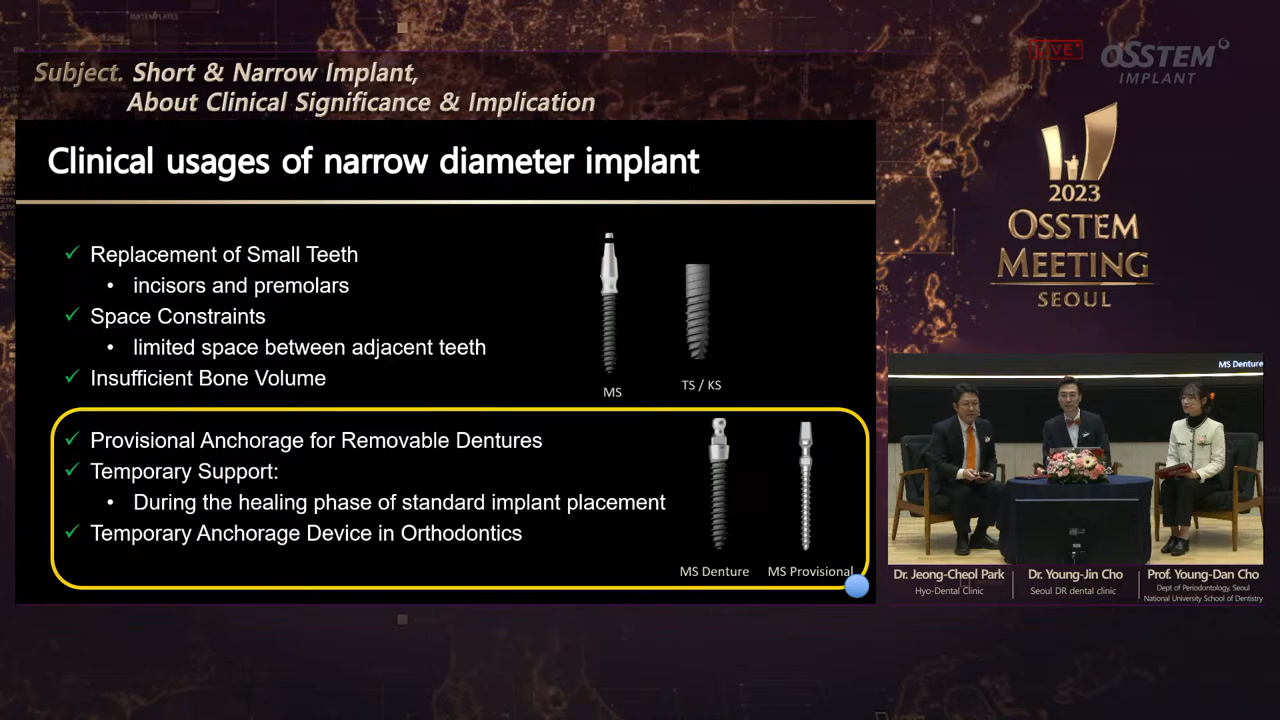 Subject. Short & Narrow Implant,
About Clinical Significance & Implication
LIVE
OSSTEM
IMPLANT
Clinical usages of narrow diameter implant
✓ Replacement of Small Teeth
• incisors and premolars
✓ Space Constraints
• limited space between adjacent teeth
✓ Insufficient Bone Volume
MS
TS / KS
✓ Provisional Anchorage for Removable Dentures
✓ Temporary Support:
• During the healing phase of standard implant placement
✓ Temporary Anchorage Device in Orthodontics
MS Denture
MS Provisional
2023
OSSTEM
MEETING
SEOUL
MS Denture
Dr. Jeong-Cheol Park
Hyo-Dental Clinic
Dr. Young-Jin Cho
Seoul DR dental clinic
Prof. Young-Dan Cho
Dept of Periodontology, Seoul
National University School of Dentistry